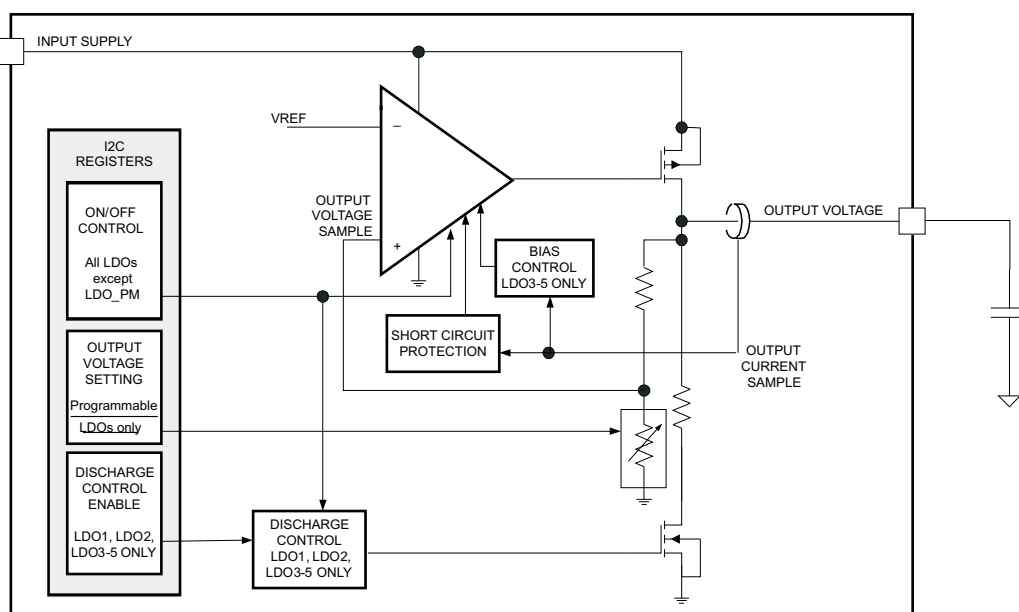 INPUT SUPPLY
VREF
−
I2C
REGISTERS
ON/OFF
CONTROL
All LDOs
except
LDO_PM
OUTPUT
VOLTAGE
SAMPLE
+
OUTPUT VOLTAGE
BIAS
CONTROL
LDO3-5 ONLY
SHORT CIRCUIT
PROTECTION
OUTPUT
CURRENT
SAMPLE
OUTPUT
VOLTAGE
SETTING
Programmable
LDOs only
DISCHARGE
CONTROL
ENABLE
LDO1, LDO2,
LDO3-5 ONLY
DISCHARGE
CONTROL
LDO1, LDO2,
LDO3-5 ONLY